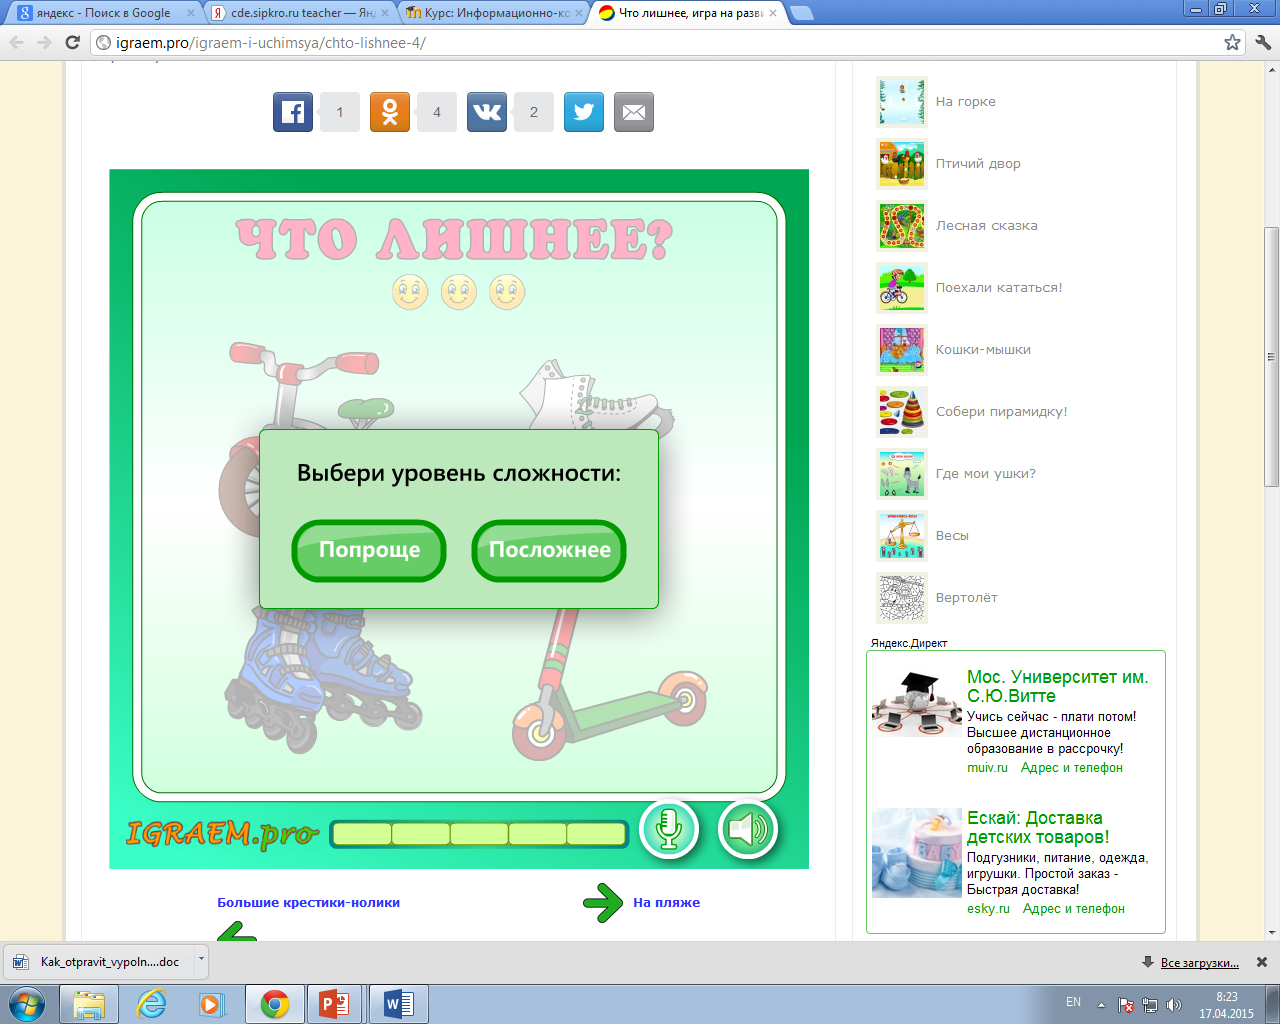 яндекс - Поиск в Google
cde.sipkro.ru teacher — Ян
Курс: Информационно-ко
Что лишнее, игра на разви
igraem.pro/igraem-i-uchimsya/chto-lishnee-4/
1
4
2
ЧТО ЛИШНЕЕ?
Выбери уровень сложности:
Попроще
Посложнее
IGRAEM.pro
Большие крестики-нолики
На пляже
На горке
Птичий двор
Лесная сказка
Поехали кататься!
Кошки-мышки
Собери пирамидку!
Где мои ушки?
Весы
Вертолёт
Яндекс.Директ
Мос. Университет им.
С.Ю.Витте
Учись сейчас - плати потом!
Высшее дистанционное
образование в рассрочку!
muiv.ru Адрес и телефон
Ескай: Доставка
детских товаров!
Подгузники, питание, одежда,
игрушки. Простой заказ -
Быстрая доставка!
esky.ru Адрес и телефон
Kak_otpravit_vypoln....doc
Все загрузки...
EN
8:23
17.04.2015